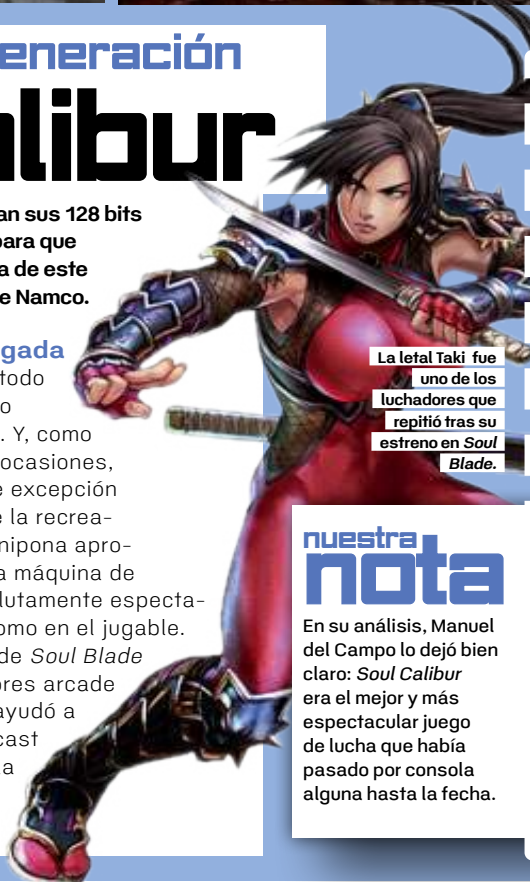 eneración
alibur
an sus 128 bits
para que
a de este
e Namco.
gada
todo
o
. Y, como
ocasiones,
e excepción
e la recrea-
nipona apro-
a máquina de
lutamente especta-
omo en el jugable.
de Soul Blade
ores arcade
ayudó a
cast
a
La letal Taki fue
uno de los
luchadores que
repitió tras su
estreno en Soul
Blade.
nuestra
nota
En su análisis, Manuel
del Campo lo dejó bien
claro: Soul Calibur
era el mejor y más
espectacular juego
de lucha que había
pasado por consola
alguna hasta la fecha.